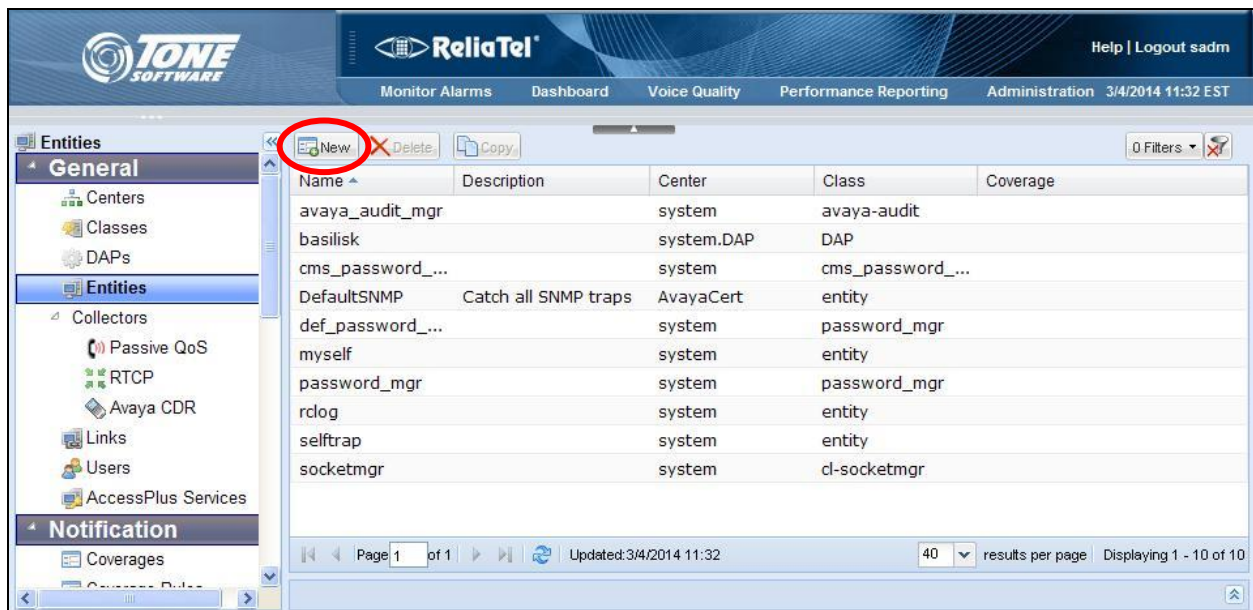 TONE
SOFTWARE
ReliaTel
Help | Logout sadm
Monitor Alarms Dashboard Voice Quality Performance Reporting Administration 3/4/2014 11:32 EST
Entities
General
Centers
Classes
DAPs
Entities
Collectors
Passive QoS
RTCP
Avaya CDR
Links
Users
AccessPlus Services
Notification
Coverages
New Delete Copy 0 Filters
Name Description Center Class Coverage
avaya_audit_mgr system avaya-audit
basilisk system.DAP DAP
cms_password_... system cms_password_...
DefaultSNMP Catch all SNMP traps AvayaCert entity
def_password_... system password_mgr
myself system entity
password_mgr system password_mgr
rclog system entity
selftrap system entity
socketmgr system cl-socketmgr
Page 1 of 1 Updated:3/4/2014 11:32 40 results per page Displaying 1 - 10 of 10